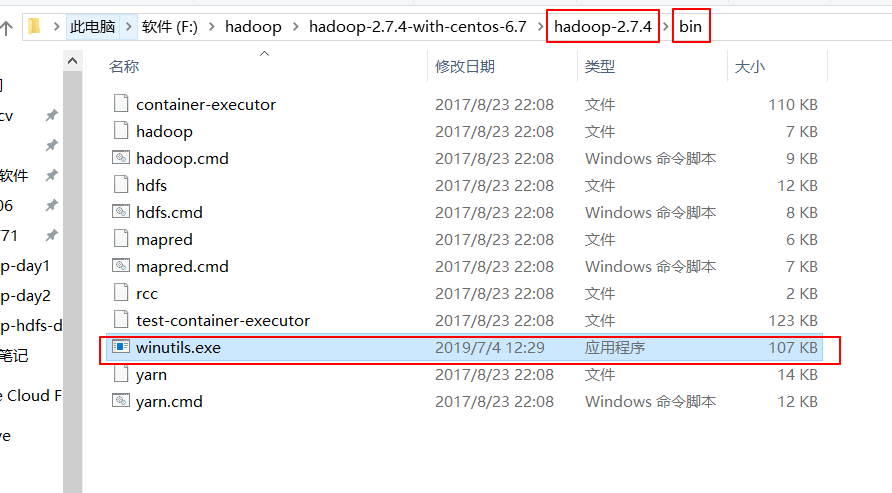 此电脑 软件 (F:) hadoop hadoop-2.7.4-with-centos-6.7 hadoop-2.7.4 bin
名称 修改日期 类型 大小
container-executor 2017/8/23 22:08 文件 110 KB
hadoop 2017/8/23 22:08 文件 7 KB
hadoop.cmd 2017/8/23 22:08 Windows 命令脚本 9 KB
hdfs 2017/8/23 22:08 文件 12 KB
hdfs.cmd 2017/8/23 22:08 Windows 命令脚本 8 KB
mapred 2017/8/23 22:08 文件 6 KB
mapred.cmd 2017/8/23 22:08 Windows 命令脚本 7 KB
rcc 2017/8/23 22:08 文件 2 KB
test-container-executor 2017/8/23 22:08 文件 123 KB
winutils.exe 2019/7/4 12:29 应用程序 107 KB
yarn 2017/8/23 22:08 文件 14 KB
yarn.cmd 2017/8/23 22:08 Windows 命令脚本 12 KB
cv
软件
06
71
p-day1
p-day2
p-hdfs-d
笔记
e Cloud F
ve